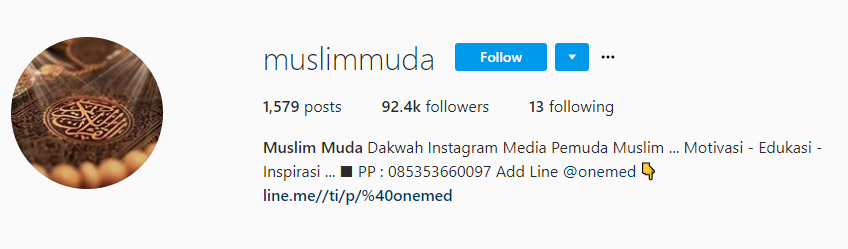 muslimmuda Follow
1,579 posts 92.4k followers 13 following
Muslim Muda Dakwah Instagram Media Pemuda Muslim ... Motivasi - Edukasi -
Inspirasi ... ■ PP : 085353660097 Add Line @onemed 👇
line.me//ti/p/%40onemed